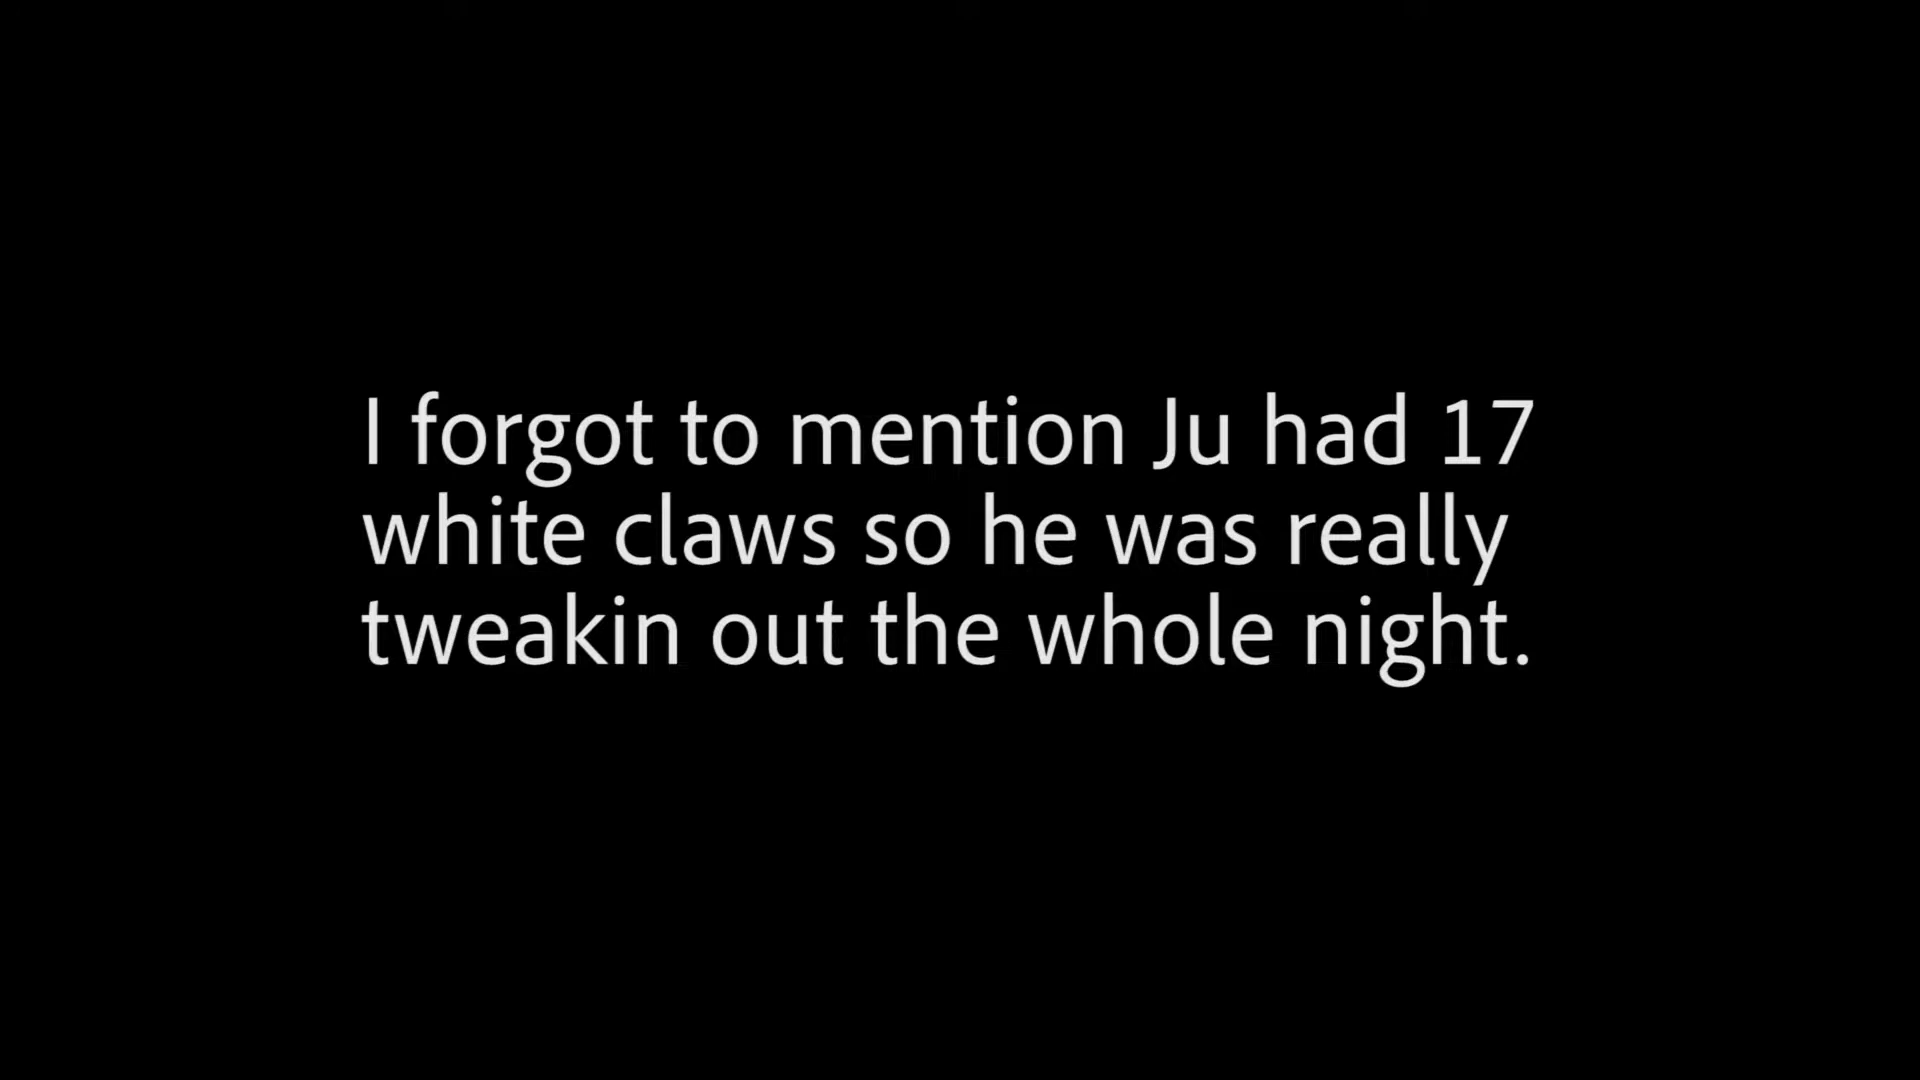 I forgot to mention Ju had 17
white claws so he was really
tweakin out the whole night.